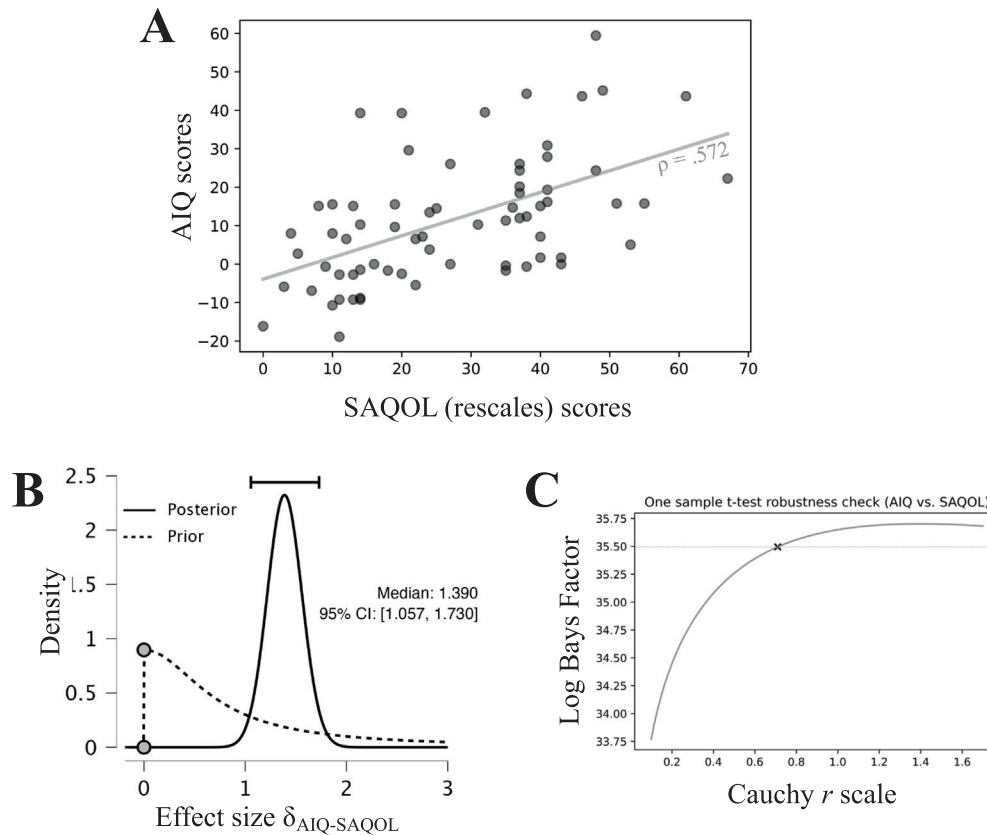 A
60
50
40
30
20
10
0
−10
−20
AIQ scores
ρ = .572
0 10 20 30 40 50 60 70
SAQOL (rescales) scores
B
2.5
2
1.5
1
0.5
0
Density
Posterior
Prior
Median: 1.390
95% CI: [1.057, 1.730]
0 1 2 3
Effect size δAIQ-SAQOL
C
One sample t-test robustness check (AIQ vs. SAQOL)
35.75
35.50
35.25
35.00
34.75
34.50
34.25
34.00
33.75
Log Bays Factor
0.2 0.4 0.6 0.8 1.0 1.2 1.4 1.6
Cauchy r scale